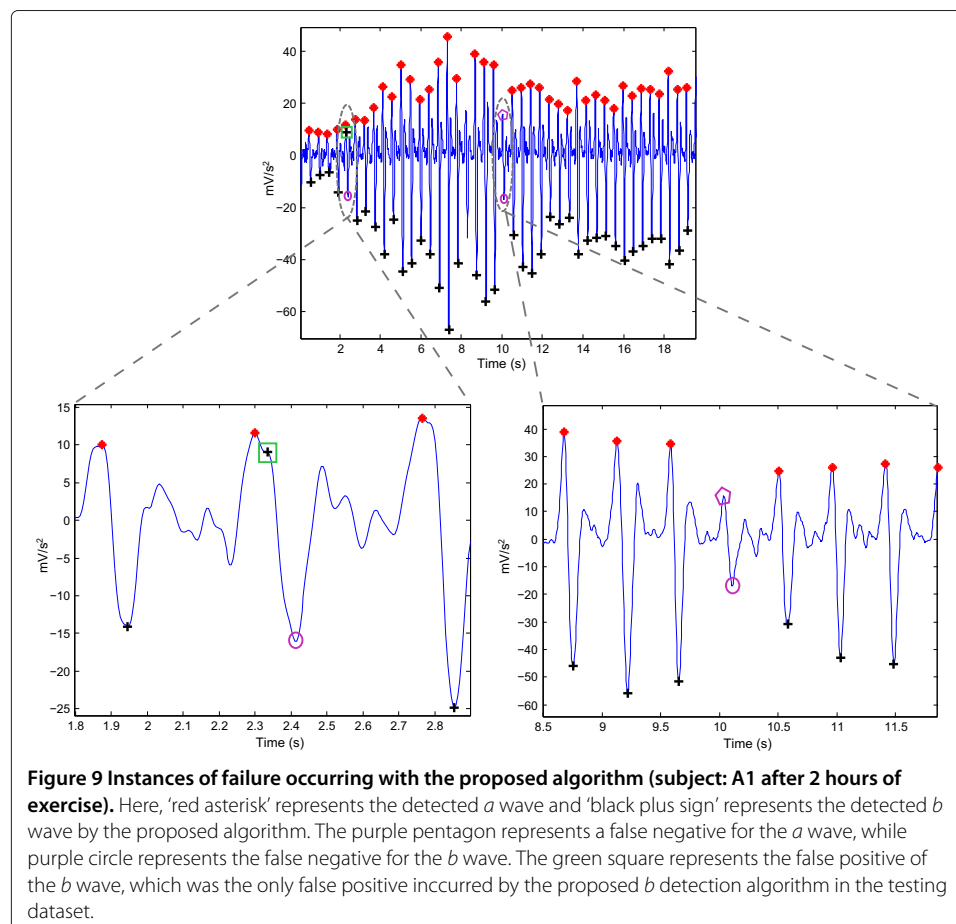 40
20
0
−20
−40
−60
mV/s2
2 4 6 8 10 12 14 16 18
Time (s)
15
10
5
0
−5
−10
−15
−20
−25
mV/s2
1.8 1.9 2 2.1 2.2 2.3 2.4 2.5 2.6 2.7 2.8
Time (s)
40
30
20
10
0
−10
−20
−30
−40
−50
−60
mV/s2
8.5 9 9.5 10 10.5 11 11.5
Time (s)
Figure 9 Instances of failure occurring with the proposed algorithm (subject: A1 after 2 hours of
exercise). Here, ‘red asterisk’ represents the detected a wave and ‘black plus sign’ represents the detected b
wave by the proposed algorithm. The purple pentagon represents a false negative for the a wave, while
purple circle represents the false negative for the b wave. The green square represents the false positive of
the b wave, which was the only false positive inccurred by the proposed b detection algorithm in the testing
dataset.